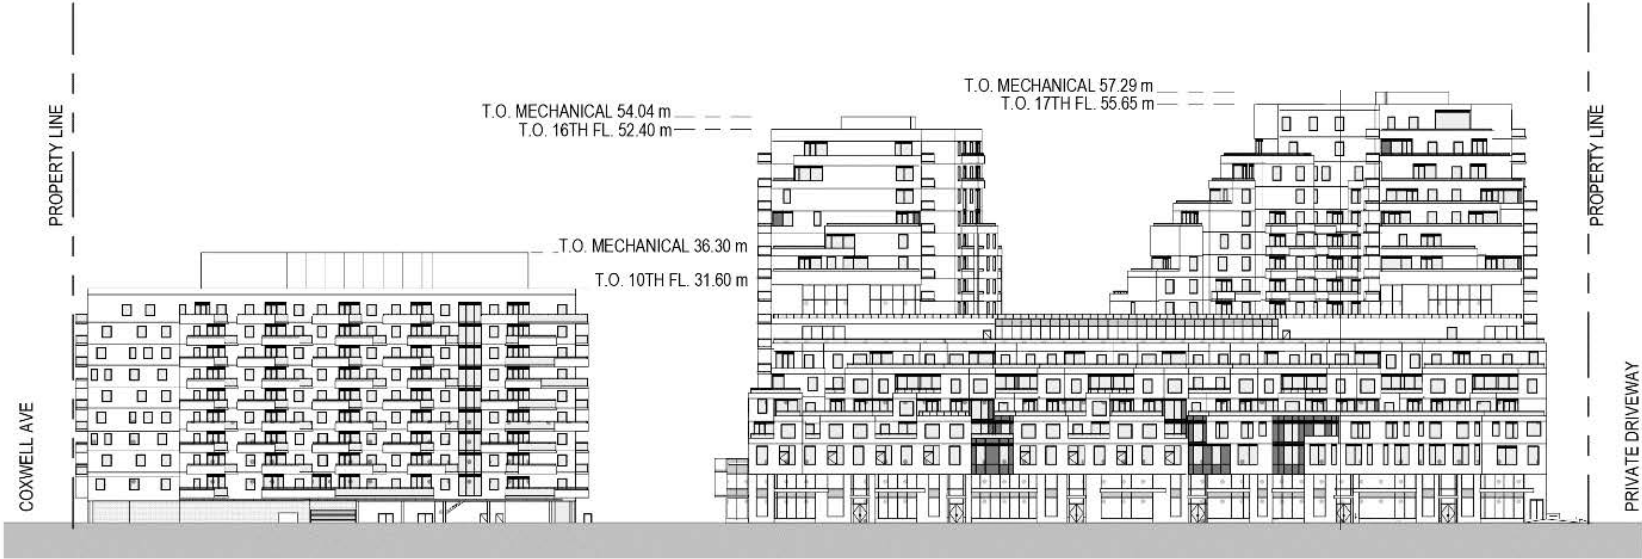 PROPERTY LINE
COXWELL AVE
T.O. MECHANICAL 54.04 m
T.O. 16TH FL. 52.40 m
T.O. MECHANICAL 36.30 m
T.O. 10TH FL. 31.60 m
T.O. MECHANICAL 57.29 m
T.O. 17TH FL. 55.65 m
PROPERTY LINE
PRIVATE DRIVEWAY